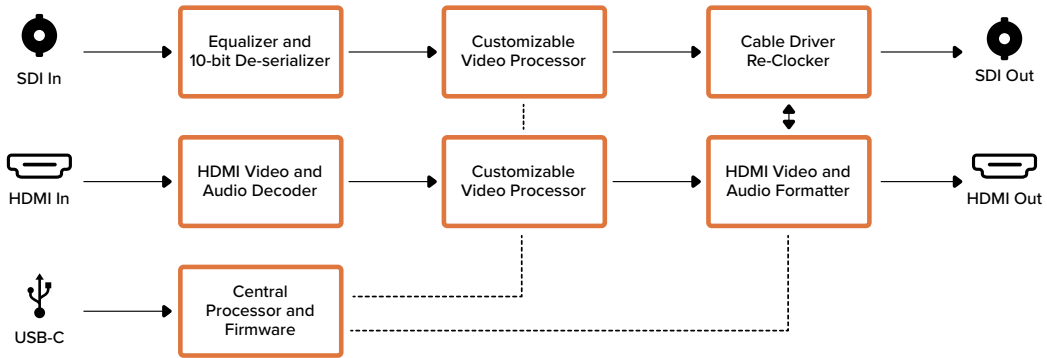 SDI In
Equalizer and
10-bit De-serializer
Customizable
Video Processor
Cable Driver
Re-Clocker
SDI Out
HDMI In
HDMI Video and
Audio Decoder
Customizable
Video Processor
HDMI Video and
Audio Formatter
HDMI Out
USB-C
Central
Processor and
Firmware